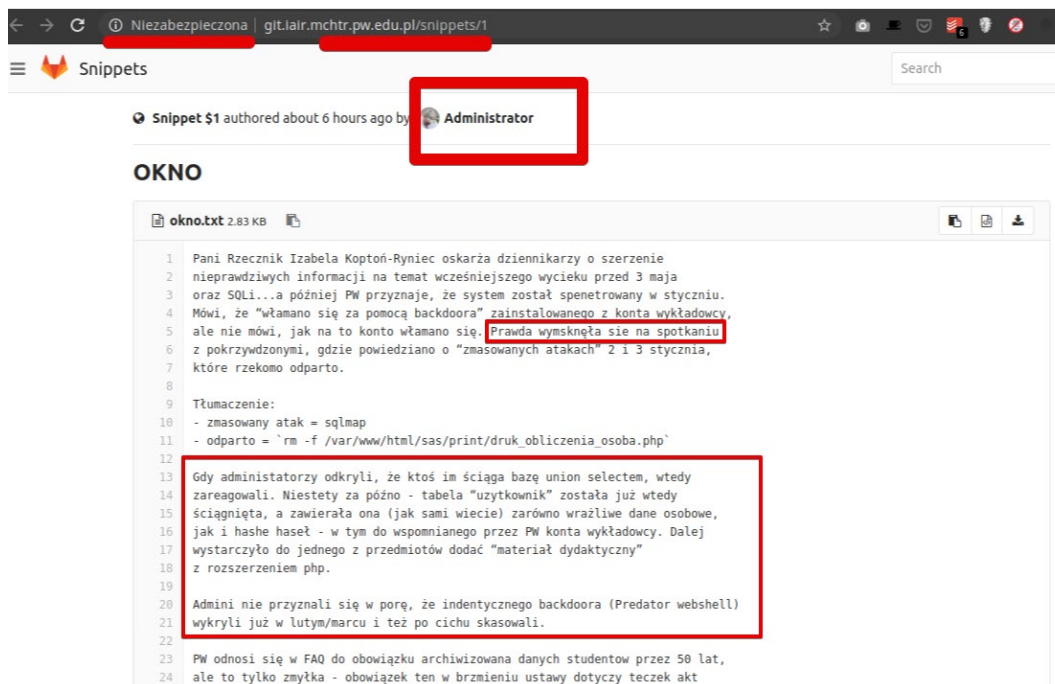 Niezabezpieczona | git.iair.mchtr.pw.edu.pl/snippets/1
6
Snippets
Search
Snippet $1 authored about 6 hours ago by Administrator
OKNO
okno.txt 2.83 KB
1 Pani Rzecznik Izabela Koptoń-Ryniec oskarża dziennikarzy o szerzenie
2 nieprawdziwych informacji na temat wcześniejszego wycieku przed 3 maja
3 oraz SQLi...a później PW przyznaje, że system został spenetrowany w styczniu.
4 Mówi, że “włamano się za pomocą backdoora” zainstalowanego z konta wykładowcy,
5 ale nie mówi, jak na to konto włamano się. Prawda wymsknęła sie na spotkaniu
6 z pokrzywdzonymi, gdzie powiedziano o “zmasowanych atakach” 2 i 3 stycznia,
7 które rzekomo odparto.
8
9 Tłumaczenie:
10 - zmasowany atak = sqlmap
11 - odparto = `rm -f /var/www/html/sas/print/druk_obliczenia_osoba.php`
12
13 Gdy administatorzy odkryli, że ktoś im ściąga bazę union selectem, wtedy
14 zareagowali. Niestety za późno - tabela “uzytkownik” została już wtedy
15 ściągnięta, a zawierała ona (jak sami wiecie) zarówno wrażliwe dane osobowe,
16 jak i hashe haseł - w tym do wspomnianego przez PW konta wykładowcy. Dalej
17 wystarczyło do jednego z przedmiotów dodać “materiał dydaktyczny”
18 z rozszerzeniem php.
19
20 Admini nie przyznali się w porę, że indentycznego backdoora (Predator webshell)
21 wykryli już w lutym/marcu i też po cichu skasowali.
22
23 PW odnosi się w FAQ do obowiązku archiwizowana danych studentow przez 50 lat,
24 ale to tylko zmyłka - obowiązek ten w brzmieniu ustawy dotyczy teczek akt